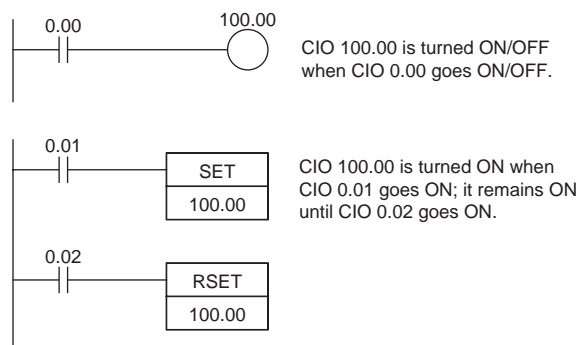 0.00
100.00
CIO 100.00 is turned ON/OFF
when CIO 0.00 goes ON/OFF.
0.01
SET
100.00
CIO 100.00 is turned ON when
CIO 0.01 goes ON; it remains ON
until CIO 0.02 goes ON.
0.02
RSET
100.00